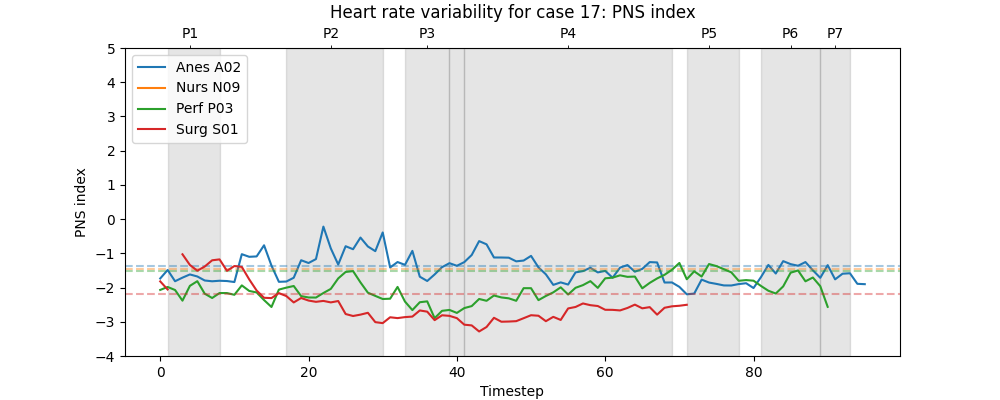 Heart rate variability for case 17: PNS index
P1 P2 P3 P4 P5 P6 P7
5
4
3
2
1
0
−1
−2
−3
−4
PNS index
Anes A02
Nurs N09
Perf P03
Surg S01
0 20 40 60 80
Timestep